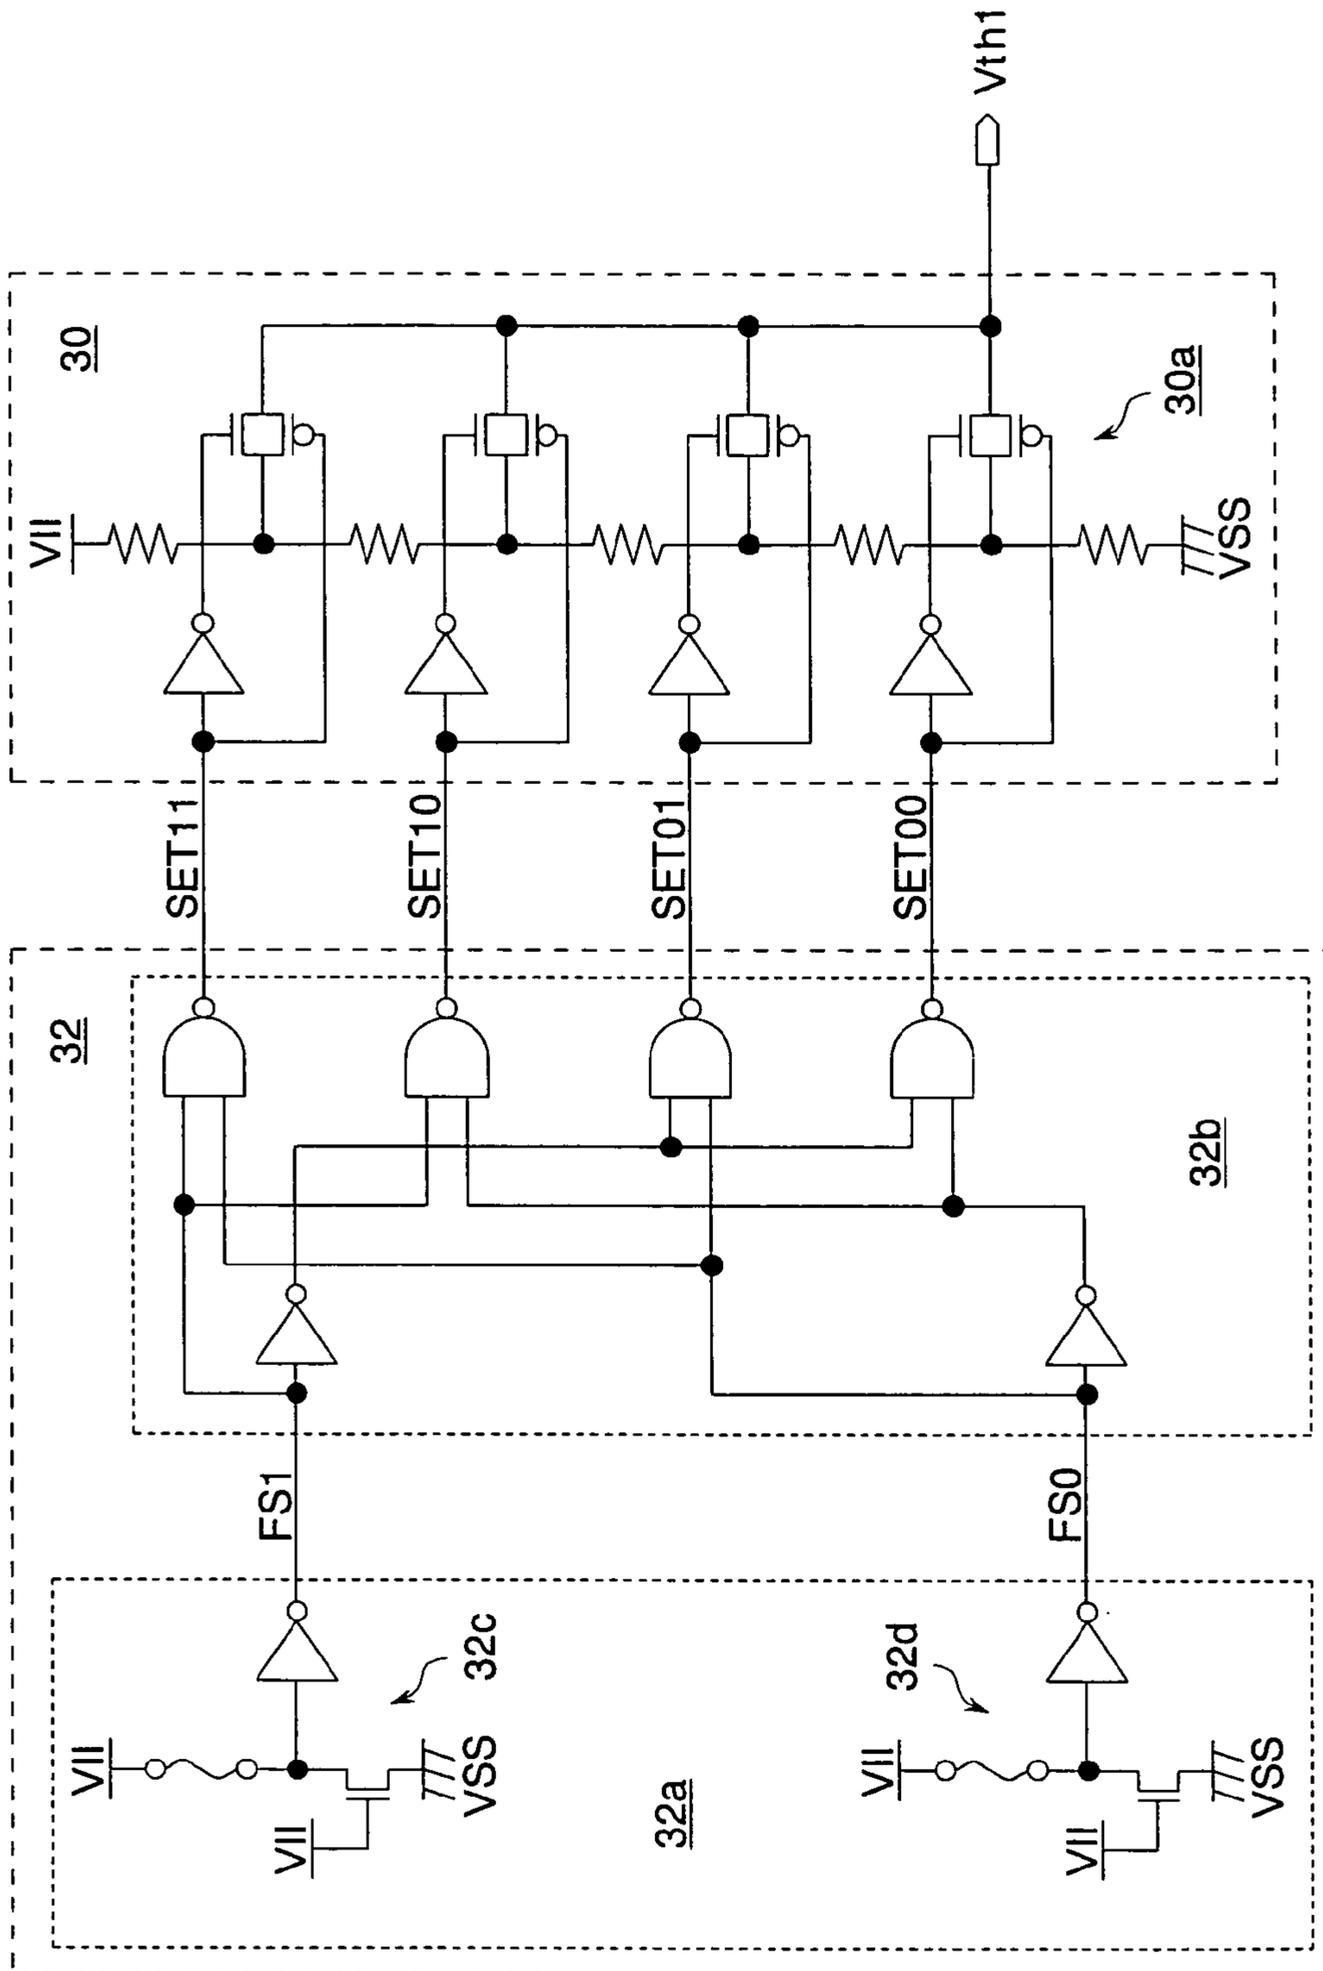 Vth1
30
30a
VII
VSS
SET11
SET10
SET01
SET00
32
32b
FS1
FS0
32c
32d
VII
VSS
VII
32a
VII
VSS
VII